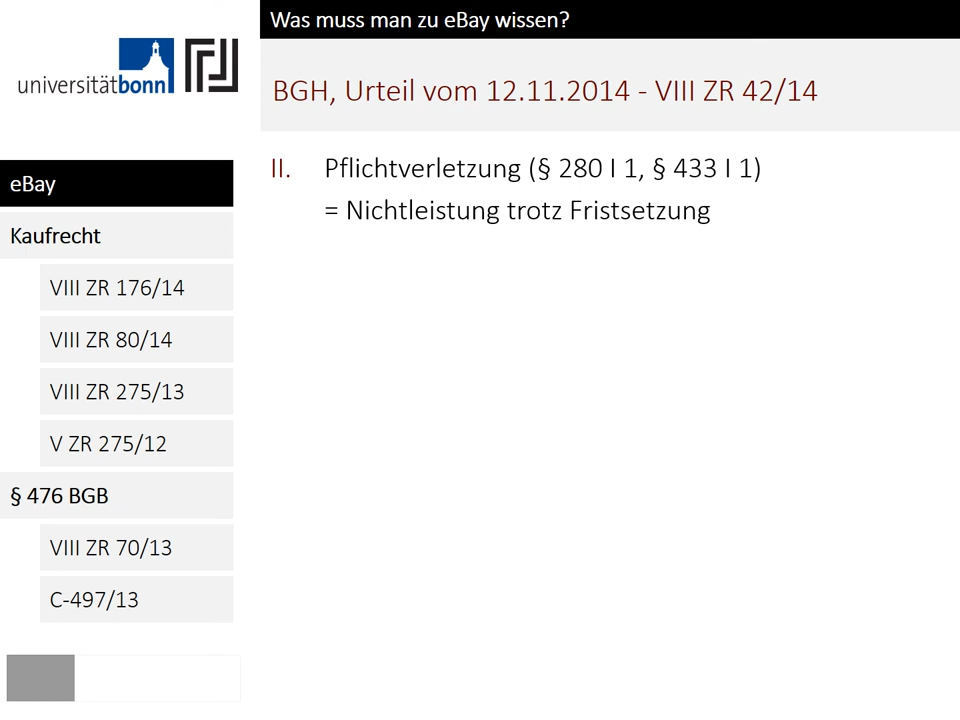 Was muss man zu eBay wissen?
universitätbonn
BGH, Urteil vom 12.11.2014 - VIII ZR 42/14
II. Pflichtverletzung (§ 280 I 1, § 433 I 1)
= Nichtleistung trotz Fristsetzung
eBay
Kaufrecht
VIII ZR 176/14
VIII ZR 80/14
VIII ZR 275/13
V ZR 275/12
§ 476 BGB
VIII ZR 70/13
C-497/13